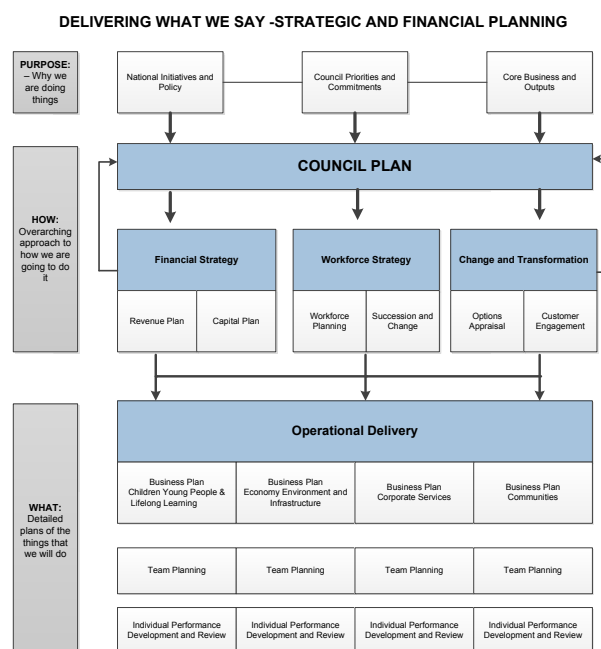 DELIVERING WHAT WE SAY -STRATEGIC AND FINANCIAL PLANNING
PURPOSE:
– Why we
are doing
things
National Initiatives and
Policy
Council Priorities and
Commitments
Core Business and
Outputs
COUNCIL PLAN
HOW:
Overarching
approach to
how we are
going to do
it
Financial Strategy
Workforce Strategy
Change and Transformation
Revenue Plan
Capital Plan
Workforce
Planning
Succession and
Change
Options
Appraisal
Customer
Engagement
Operational Delivery
WHAT:
Detailed
plans of the
things that
we will do
Business Plan
Children Young People &
Lifelong Learning
Business Plan
Economy Environment and
Infrastructure
Business Plan
Corporate Services
Business Plan
Communities
Team Planning
Team Planning
Team Planning
Team Planning
Individual Performance
Development and Review
Individual Performance
Development and Review
Individual Performance
Development and Review
Individual Performance
Development and Review